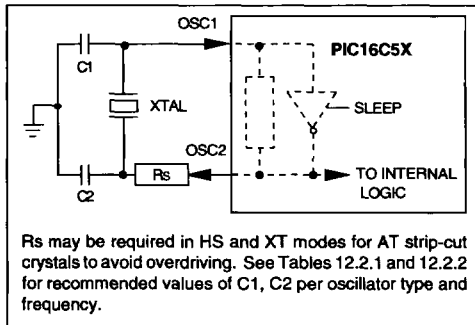 OSC1
PIC16C5X
C1
XTAL
SLEEP
OSC2
C2
Rs
TO INTERNAL
LOGIC
Rs may be required in HS and XT modes for AT strip-cut
crystals to avoid overdriving. See Tables 12.2.1 and 12.2.2
for recommended values of C1, C2 per oscillator type and
frequency.